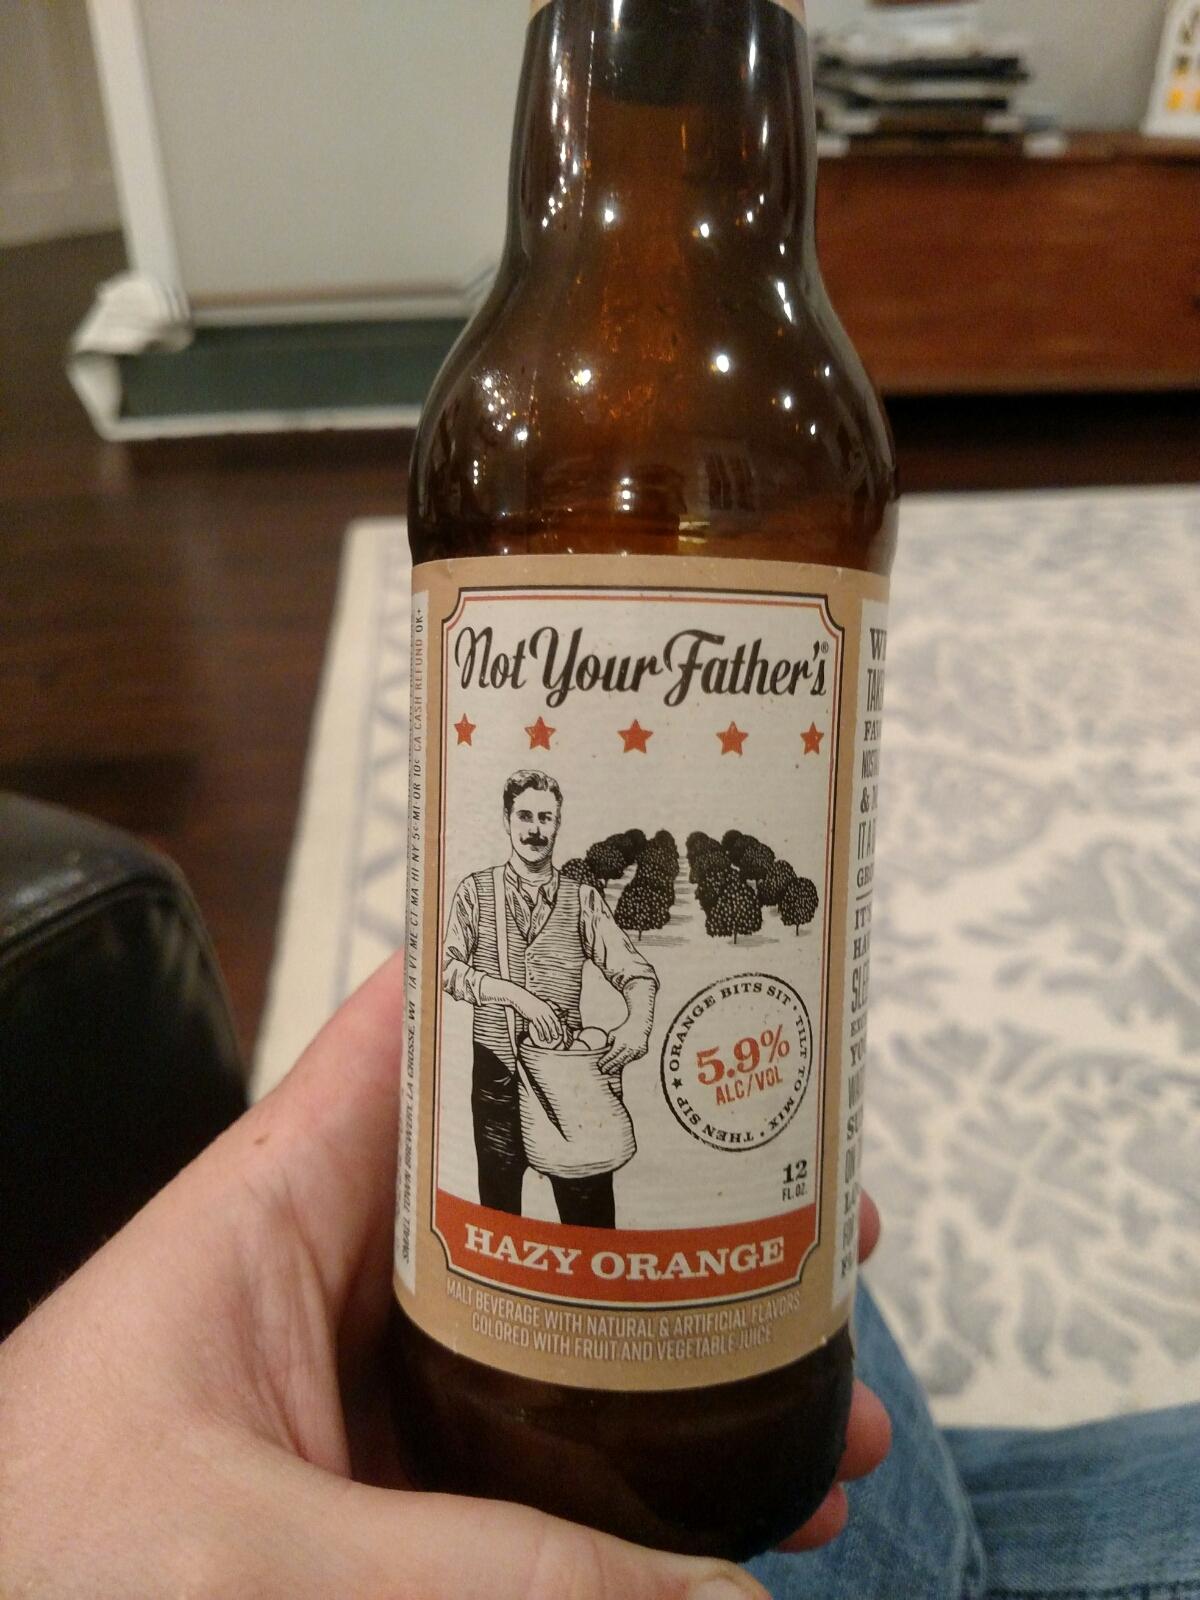 Not Your Father's®
ORANGE BITS SIT • TILT TO MIX • THEN SIP ★
5.9%
ALC/VOL
12
FL. OZ.
HAZY ORANGE
MALT BEVERAGE WITH NATURAL & ARTIFICIAL FLAVORS
COLORED WITH FRUIT AND VEGETABLE JUICE
SMALL TOWN BREWERY, LA CROSSE, WI IA VT ME CT MA HI NY 5¢ MI OR 10¢ CA CASH REFUND OK+
&
IT'S